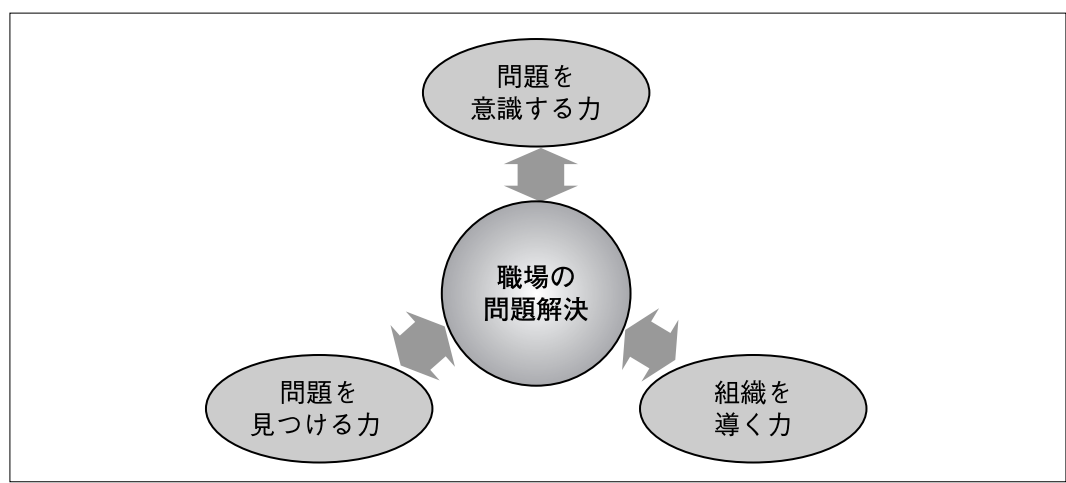 問題を
意識する力
職場の
問題解決
問題を
見つける力
組織を
導く力